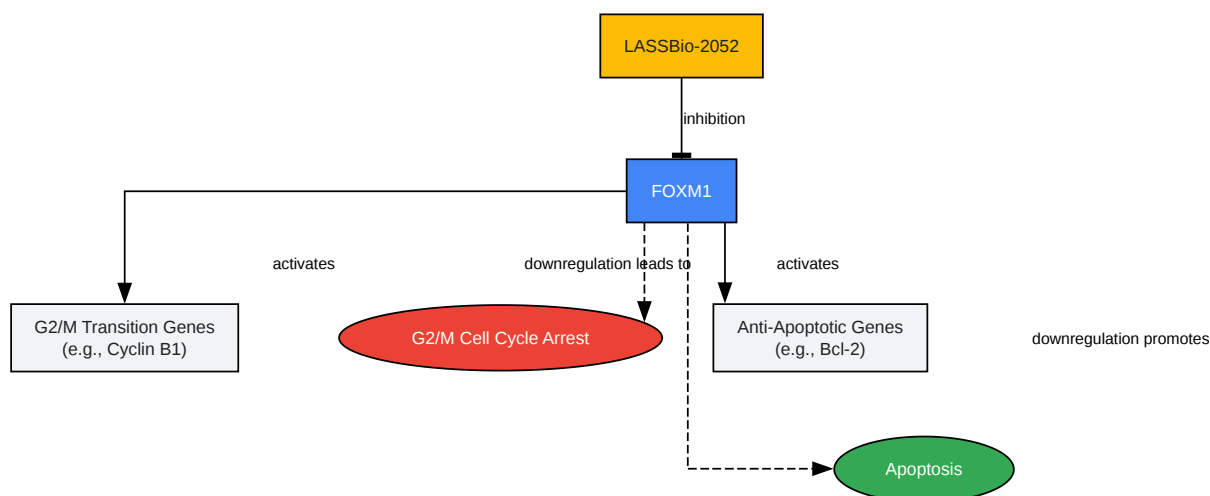 LASSBio-2052
inhibition
FOXM1
activates
downregulation leads to
activates
G2/M Transition Genes
(e.g., Cyclin B1)
G2/M Cell Cycle Arrest
Anti-Apoptotic Genes
(e.g., Bcl-2)
downregulation promotes
Apoptosis